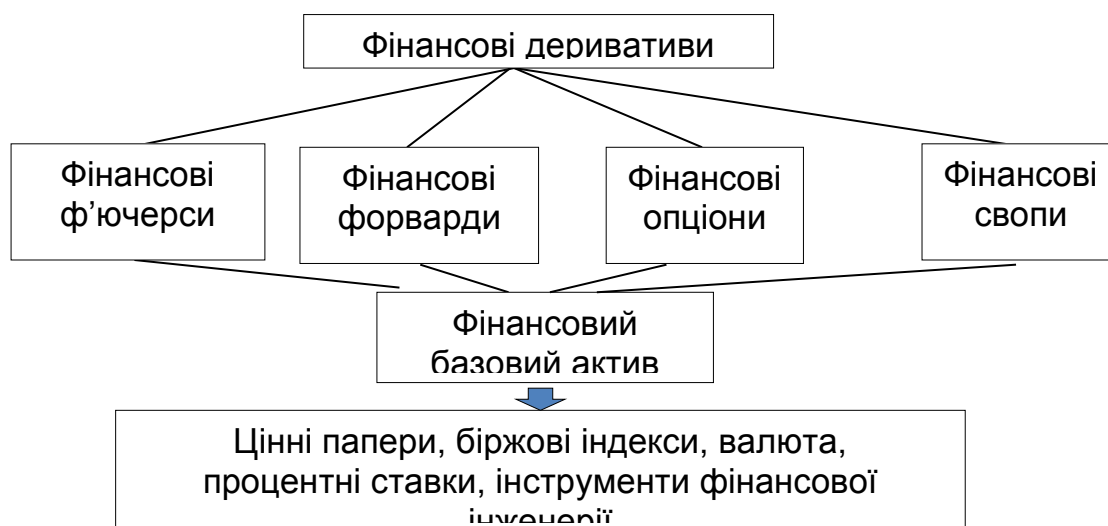 Фінансові деривативи
Фінансові
ф’ючерси
Фінансові
форварди
Фінансові
опціони
Фінансові
свопи
Фінансовий
базовий актив
Цінні папери, біржові індекси, валюта,
процентні ставки, інструменти фінансової
інженерії